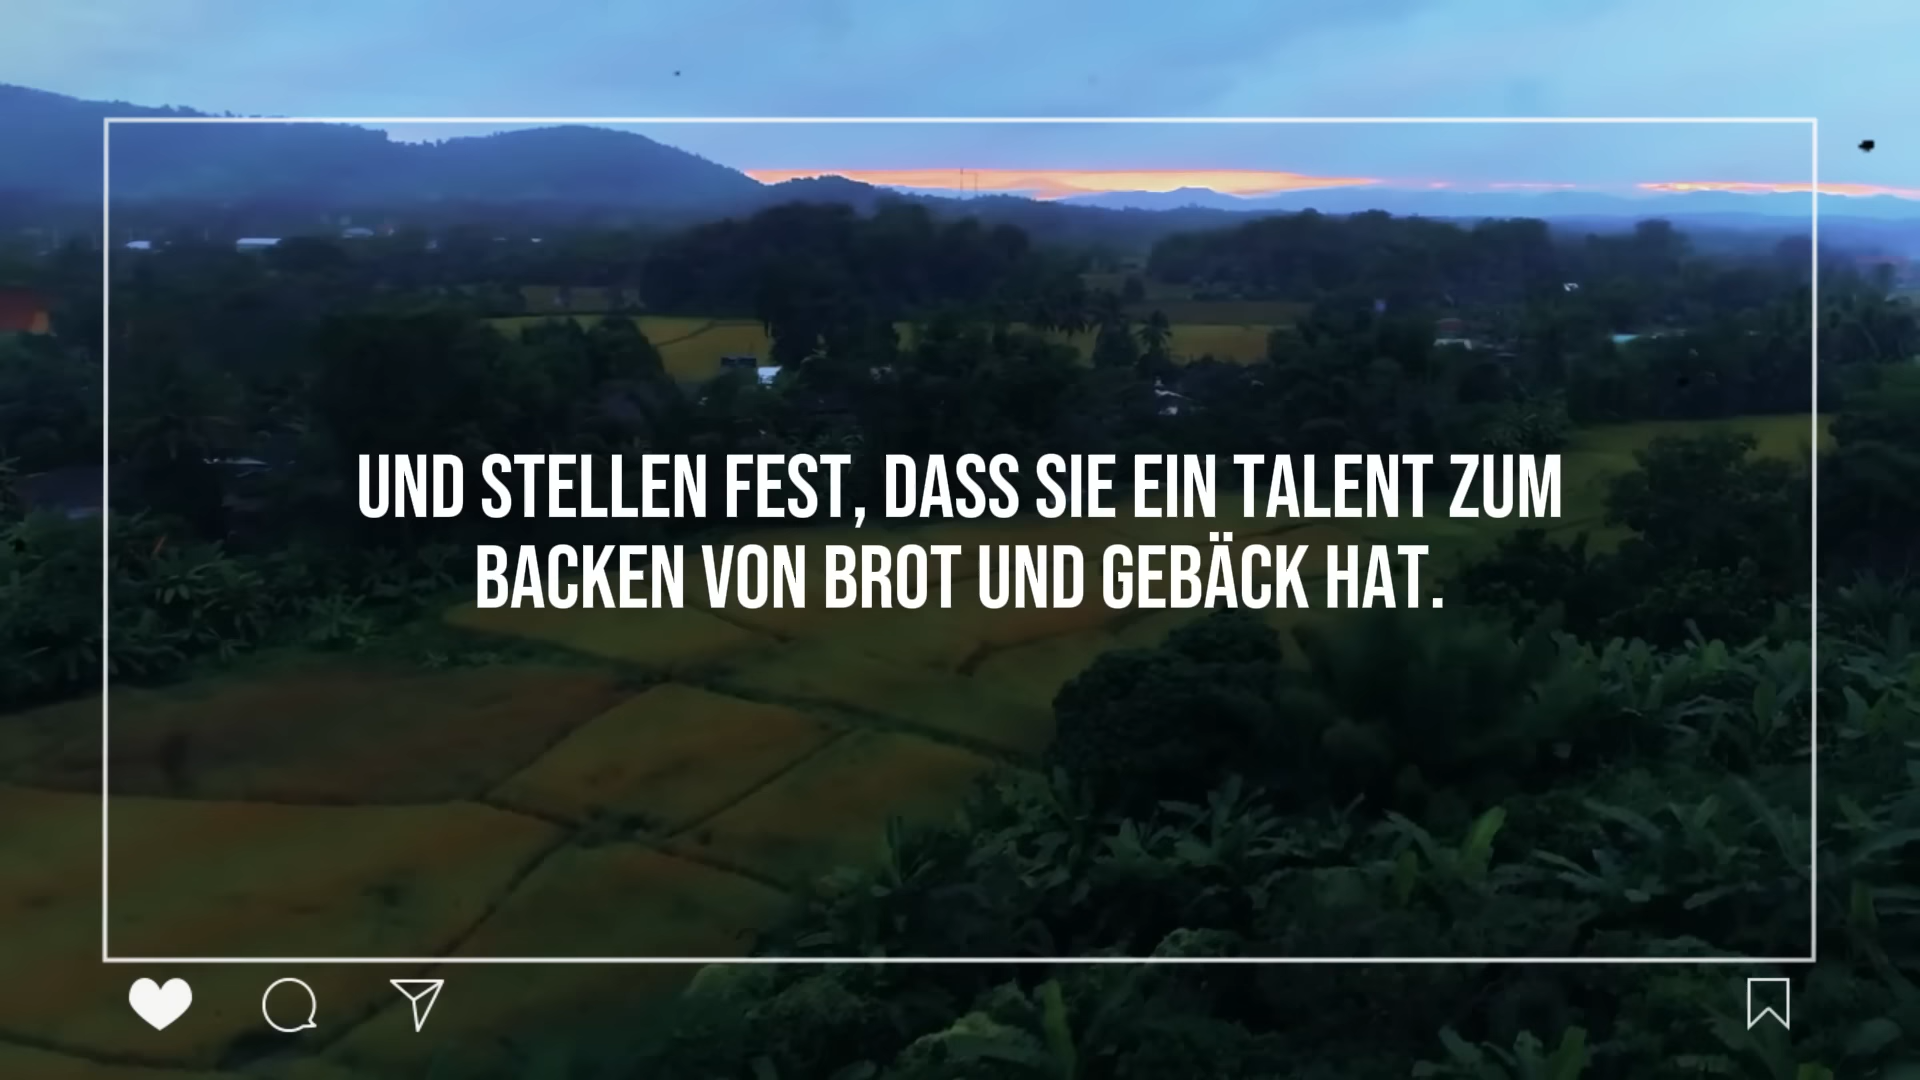 UND STELLEN FEST, DASS SIE EIN TALENT ZUM
BACKEN VON BROT UND GEBÄCK HAT.